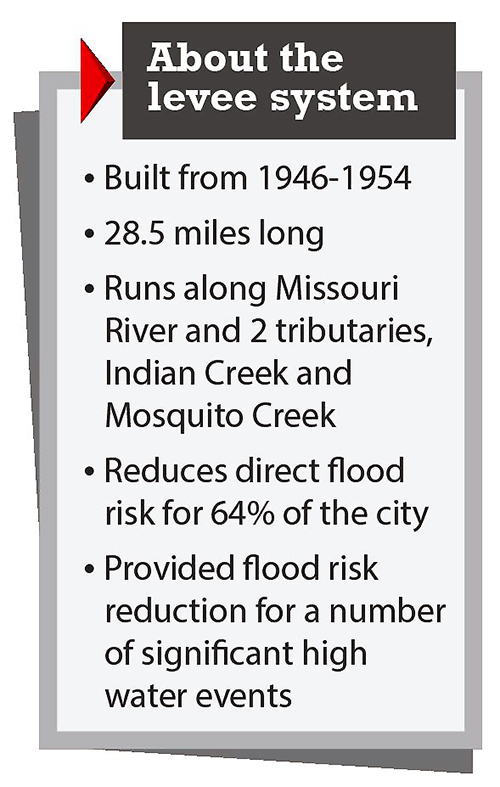 About the
levee system
• Built from 1946-1954
• 28.5 miles long
• Runs along Missouri
River and 2 tributaries,
Indian Creek and
Mosquito Creek
• Reduces direct flood
risk for 64% of the city
• Provided flood risk
reduction for a number
of significant high
water events